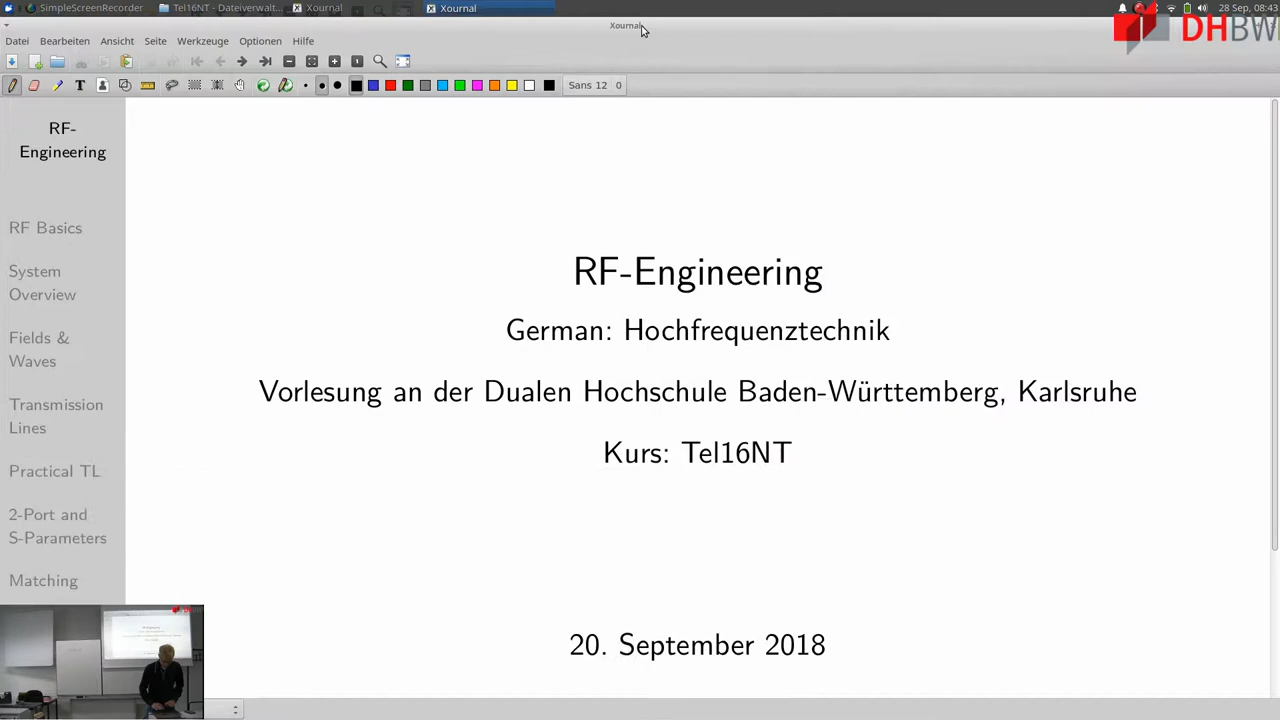 SimpleScreenRecorder
Tel16NT - Dateiverwalt...
Xournal
Xournal
28 Sep, 08:43
Xournal
DHBW
Datei Bearbeiten Ansicht Seite Werkzeuge Optionen Hilfe
Sans 12 0
RF-
Engineering
RF Basics
System
Overview
Fields &
Waves
Transmission
Lines
Practical TL
2-Port and
S-Parameters
Matching
RF-Engineering
German: Hochfrequenztechnik
Vorlesung an der Dualen Hochschule Baden-Württemberg, Karlsruhe
Kurs: Tel16NT
20. September 2018